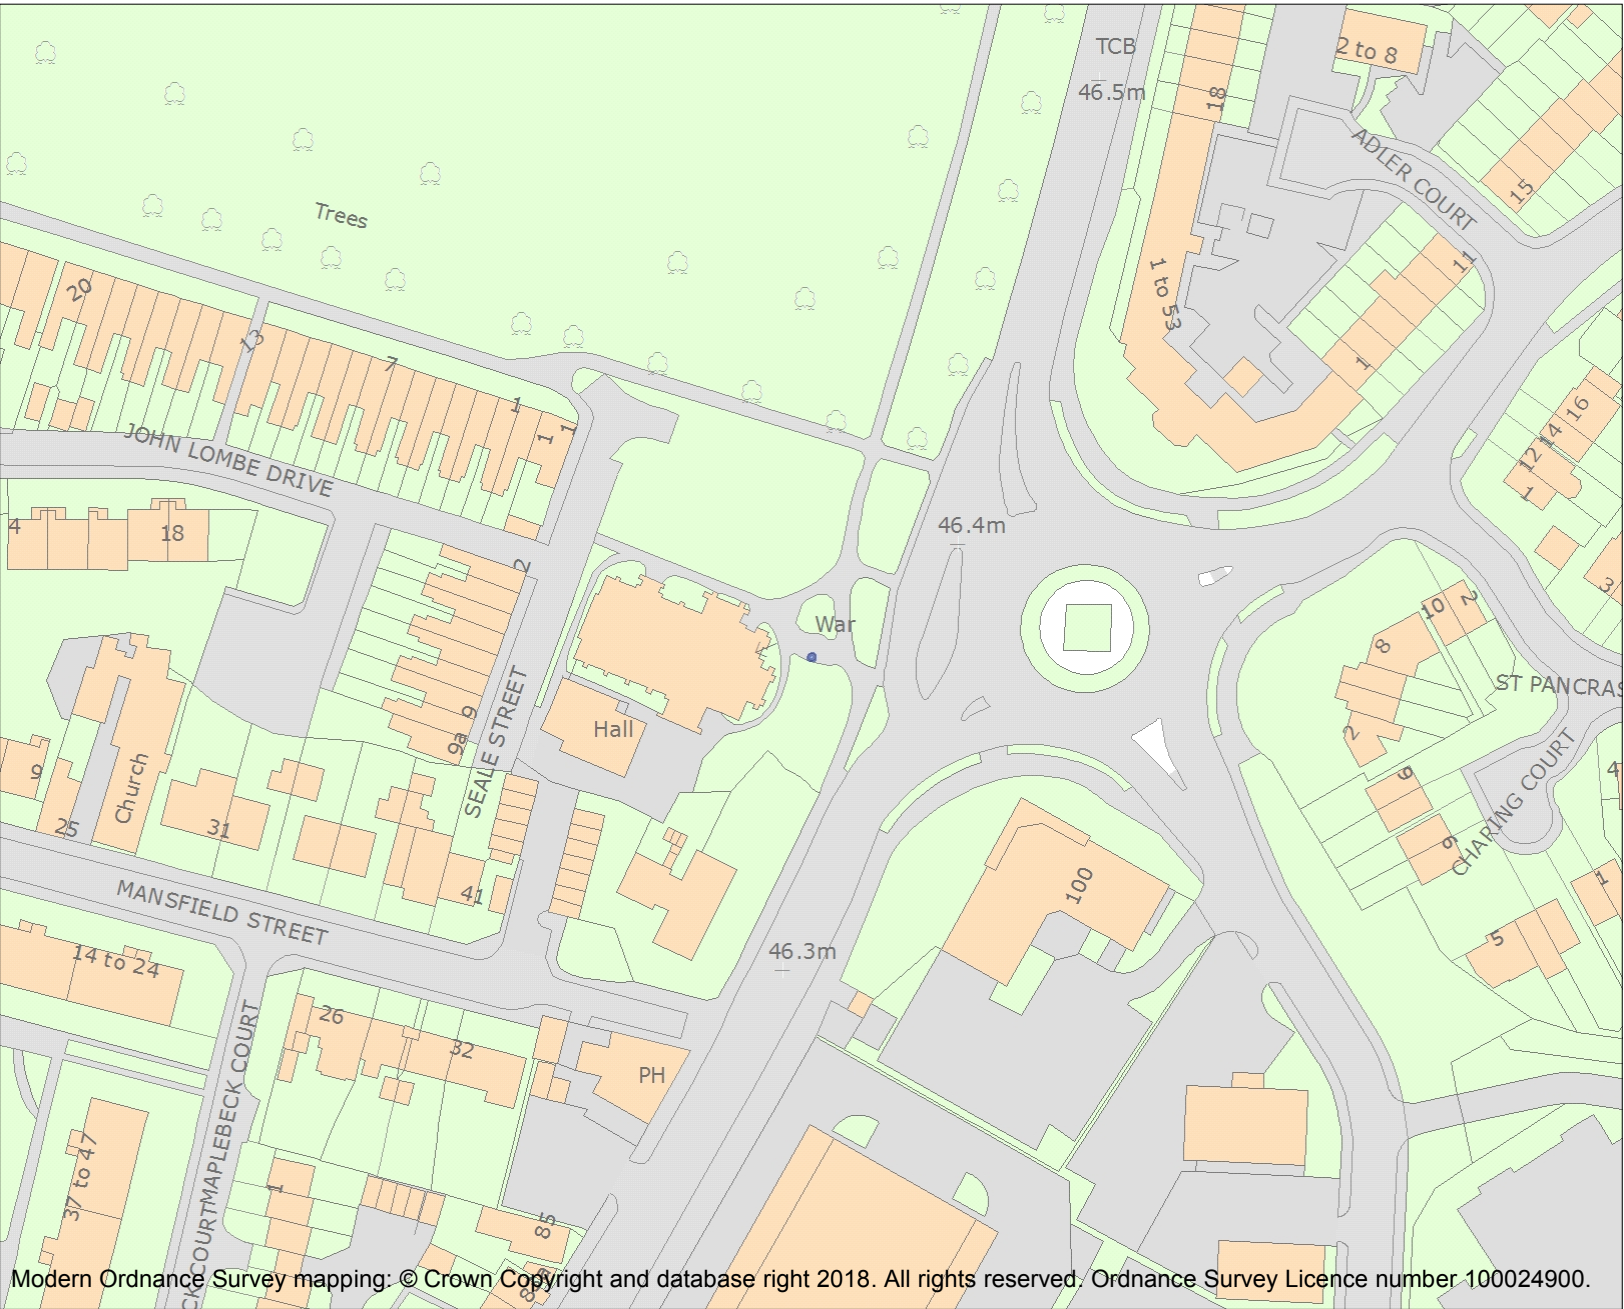 TCB
46.5m
2 to 8
18
ADLER COURT
15
Trees
20
13
7
1
1
1
1 to 53
11
1
JOHN LOMBE DRIVE
16
14
12
1
4
18
46.4m
2
3
War
10
2
8
ST PANCRAS
Hall
2
9
9a
SEALE STREET
9
Church
25
31
41
9
6
CHARING COURT
4
1
5
100
MANSFIELD STREET
14 to 24
46.3m
26
32
PH
MAPLEBECK COURT
CK COURT
37 to 47
1
85
Modern Ordnance Survey mapping: © Crown Copyright and database right 2018. All rights reserved. Ordnance Survey Licence number 100024900.